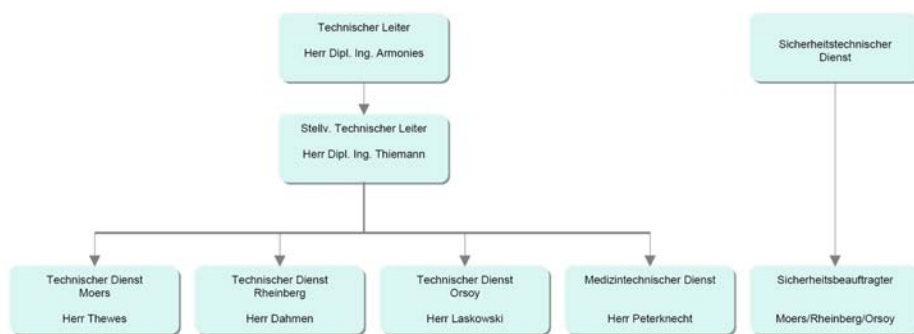 Technischer Leiter
Herr Dipl. Ing. Armonies
Sicherheitstechnischer
Dienst
Stellv. Technischer Leiter
Herr Dipl. Ing. Thiemann
Technischer Dienst
Moers
Herr Thewes
Technischer Dienst
Rheinberg
Herr Dahmen
Technischer Dienst
Orsoy
Herr Laskowski
Medizintechnischer Dienst
Herr Peterknecht
Sicherheitsbeauftragter
Moers/Rheinberg/Orsoy